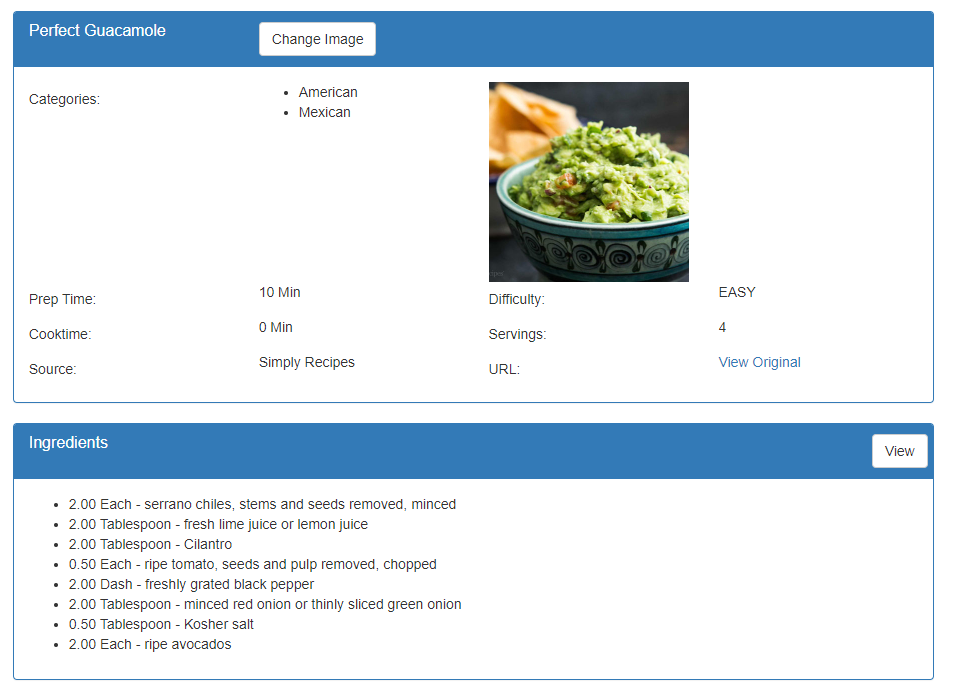 Perfect Guacamole
Change Image
Categories:
American
Mexican
Prep Time:
10 Min
Difficulty:
EASY
Cooktime:
0 Min
Servings:
4
Source:
Simply Recipes
URL:
View Original
Ingredients
View
2.00 Each - serrano chiles, stems and seeds removed, minced
2.00 Tablespoon - fresh lime juice or lemon juice
2.00 Tablespoon - Cilantro
0.50 Each - ripe tomato, seeds and pulp removed, chopped
2.00 Dash - freshly grated black pepper
2.00 Tablespoon - minced red onion or thinly sliced green onion
0.50 Tablespoon - Kosher salt
2.00 Each - ripe avocados